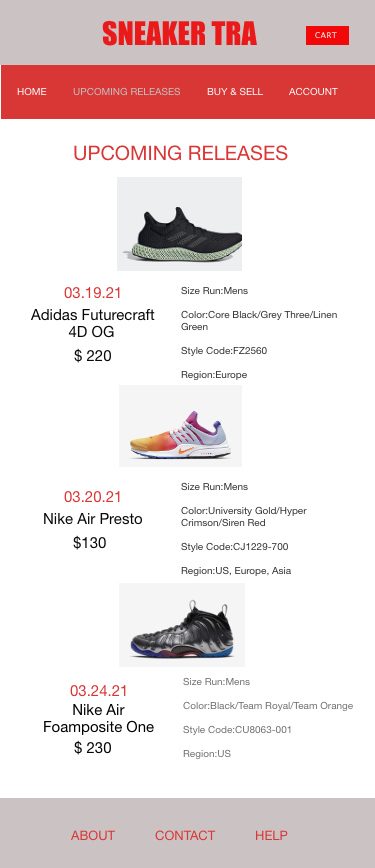 SNEAKER TRA
CART
HOME
UPCOMING RELEASES
BUY & SELL
ACCOUNT
UPCOMING RELEASES
03.19.21
Adidas Futurecraft
4D OG
$ 220
Size Run:Mens
Color:Core Black/Grey Three/Linen
Green
Style Code:FZ2560
Region:Europe
03.20.21
Nike Air Presto
$130
Size Run:Mens
Color:University Gold/Hyper
Crimson/Siren Red
Style Code:CJ1229-700
Region:US, Europe, Asia
03.24.21
Nike Air
Foamposite One
$ 230
Size Run:Mens
Color:Black/Team Royal/Team Orange
Style Code:CU8063-001
Region:US
ABOUT
CONTACT
HELP